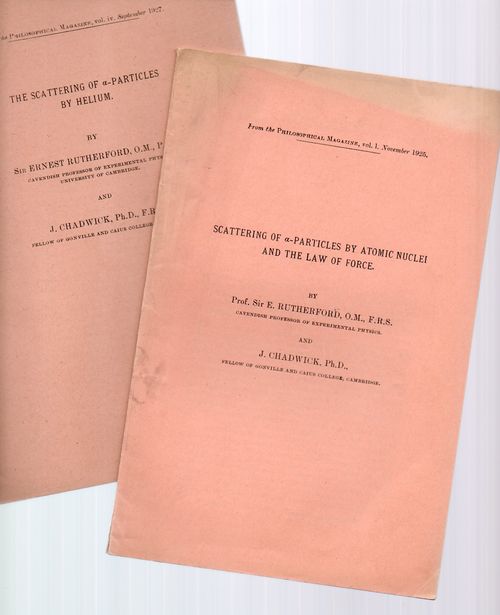 the PHILOSOPHICAL MAGAZINE, vol. iv. September 1927.
THE SCATTERING OF α-PARTICLES
BY HELIUM.
BY
SIR ERNEST RUTHERFORD, O.M., P
CAVENDISH PROFESSOR OF EXPERIMENTAL PHYS
UNIVERSITY OF CAMBRIDGE.
AND
J. CHADWICK, Ph.D., F.R
FELLOW OF GONVILLE AND CAIUS COLLEGE
From the PHILOSOPHICAL MAGAZINE, vol. l. November 1925.
SCATTERING OF α-PARTICLES BY ATOMIC NUCLEI
AND THE LAW OF FORCE.
BY
Prof. Sir E. RUTHERFORD, O.M., F.R.S.
CAVENDISH PROFESSOR OF EXPERIMENTAL PHYSICS.
AND
J. CHADWICK, Ph.D.,
FELLOW OF GONVILLE AND CAIUS COLLEGE, CAMBRIDGE.